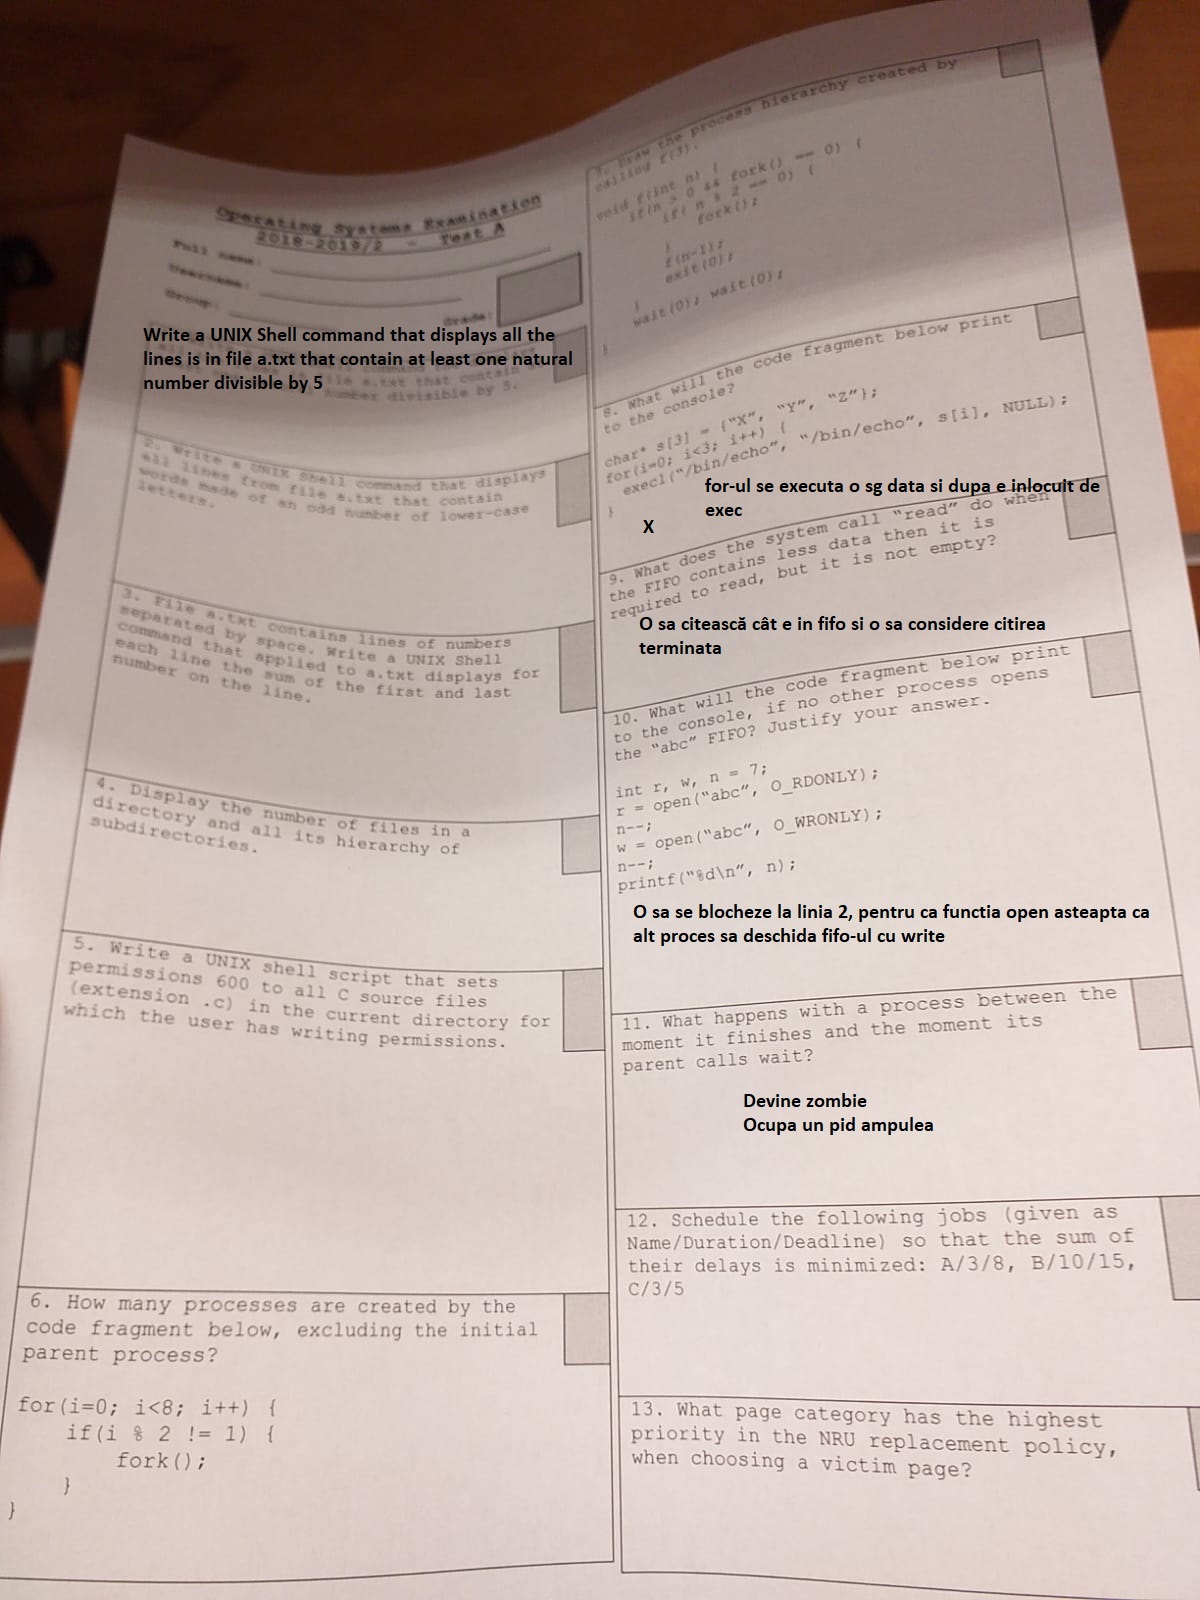 Operating Systems Examination
2018-2019/2 - Test A
Full name:
Username:
Group:
Grade:
Write a UNIX Shell command that displays all the
lines is in file a.txt that contain at least one natural
number divisible by 5
2. Write a UNIX Shell command that displays
all lines from file a.txt that contain
words made of an odd number of lower-case
letters.
3. File a.txt contains lines of numbers
separated by space. Write a UNIX Shell
command that applied to a.txt displays for
each line the sum of the first and last
number on the line.
4. Display the number of files in a
directory and all its hierarchy of
subdirectories.
5. Write a UNIX shell script that sets
permissions 600 to all C source files
(extension .c) in the current directory for
which the user has writing permissions.
6. How many processes are created by the
code fragment below, excluding the initial
parent process?
for(i=0; i<8; i++) {
if(i % 2 != 1) {
fork();
}
}
7. Draw the process hierarchy created by
calling f(3).
void f(int n) {
if(n > 0 && fork() == 0) {
if( n % 2 == 0) {
fork();
}
f(n-1);
exit(0);
}
wait(0); wait(0);
}
8. What will the code fragment below print
to the console?
char* s[3] = {"X", "Y", "Z"};
for(i=0; i<3; i++) {
execl("/bin/echo", "/bin/echo", s[i], NULL);
}
for-ul se executa o sg data si dupa e inlocuit de
exec
X
9. What does the system call "read" do when
the FIFO contains less data then it is
required to read, but it is not empty?
O sa citească cât e in fifo si o sa considere citirea
terminata
10. What will the code fragment below print
to the console, if no other process opens
the "abc" FIFO? Justify your answer.
int r, w, n = 7;
r = open("abc", O_RDONLY);
n--;
w = open("abc", O_WRONLY);
n--;
printf("%d\n", n);
O sa se blocheze la linia 2, pentru ca functia open asteapta ca
alt proces sa deschida fifo-ul cu write
11. What happens with a process between the
moment it finishes and the moment its
parent calls wait?
Devine zombie
Ocupa un pid ampulea
12. Schedule the following jobs (given as
Name/Duration/Deadline) so that the sum of
their delays is minimized: A/3/8, B/10/15,
C/3/5
13. What page category has the highest
priority in the NRU replacement policy,
when choosing a victim page?